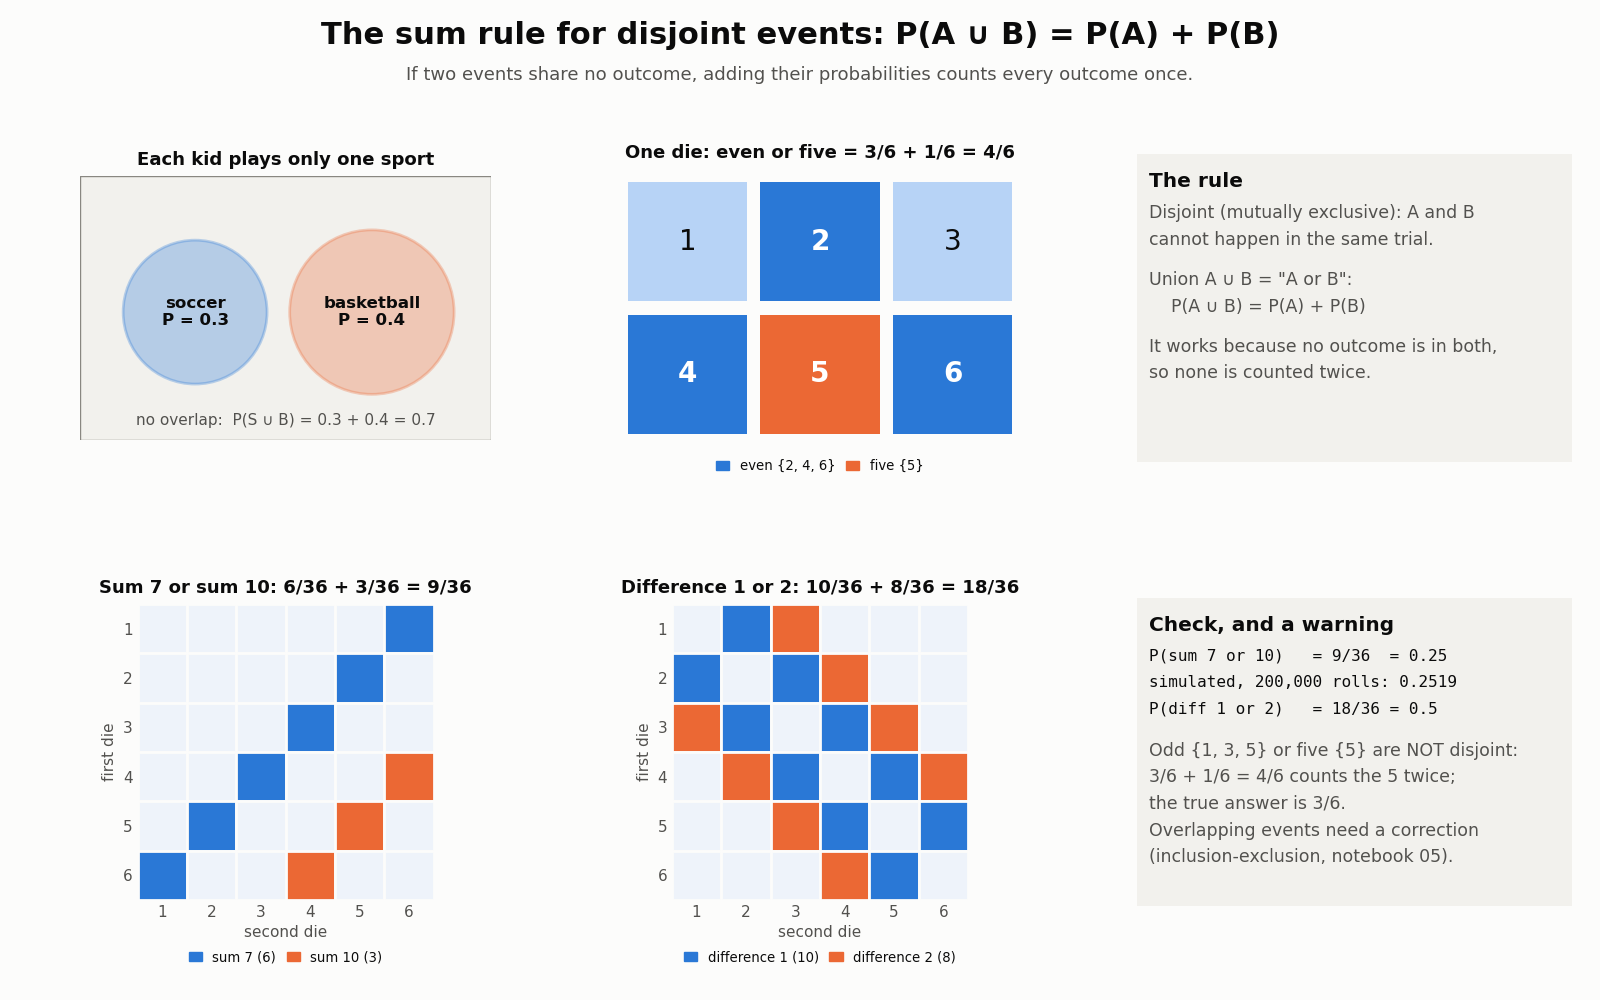 The sum rule for disjoint events: P(A ∪ B) = P(A) + P(B)
If two events share no outcome, adding their probabilities counts every outcome once.
Each kid plays only one sport
soccer
P = 0.3
basketball
P = 0.4
no overlap:  P(S ∪ B) = 0.3 + 0.4 = 0.7
One die: even or five = 3/6 + 1/6 = 4/6
1 2 3
4 5 6
even {2, 4, 6} five {5}
The rule
Disjoint (mutually exclusive): A and B
cannot happen in the same trial.
Union A ∪ B = "A or B":
P(A ∪ B) = P(A) + P(B)
It works because no outcome is in both,
so none is counted twice.
Sum 7 or sum 10: 6/36 + 3/36 = 9/36
first die
1
2
3
4
5
6
1 2 3 4 5 6
second die
sum 7 (6) sum 10 (3)
Difference 1 or 2: 10/36 + 8/36 = 18/36
first die
1
2
3
4
5
6
1 2 3 4 5 6
second die
difference 1 (10) difference 2 (8)
Check, and a warning
P(sum 7 or 10)   = 9/36  = 0.25
simulated, 200,000 rolls: 0.2519
P(diff 1 or 2)   = 18/36 = 0.5
Odd {1, 3, 5} or five {5} are NOT disjoint:
3/6 + 1/6 = 4/6 counts the 5 twice;
the true answer is 3/6.
Overlapping events need a correction
(inclusion-exclusion, notebook 05).